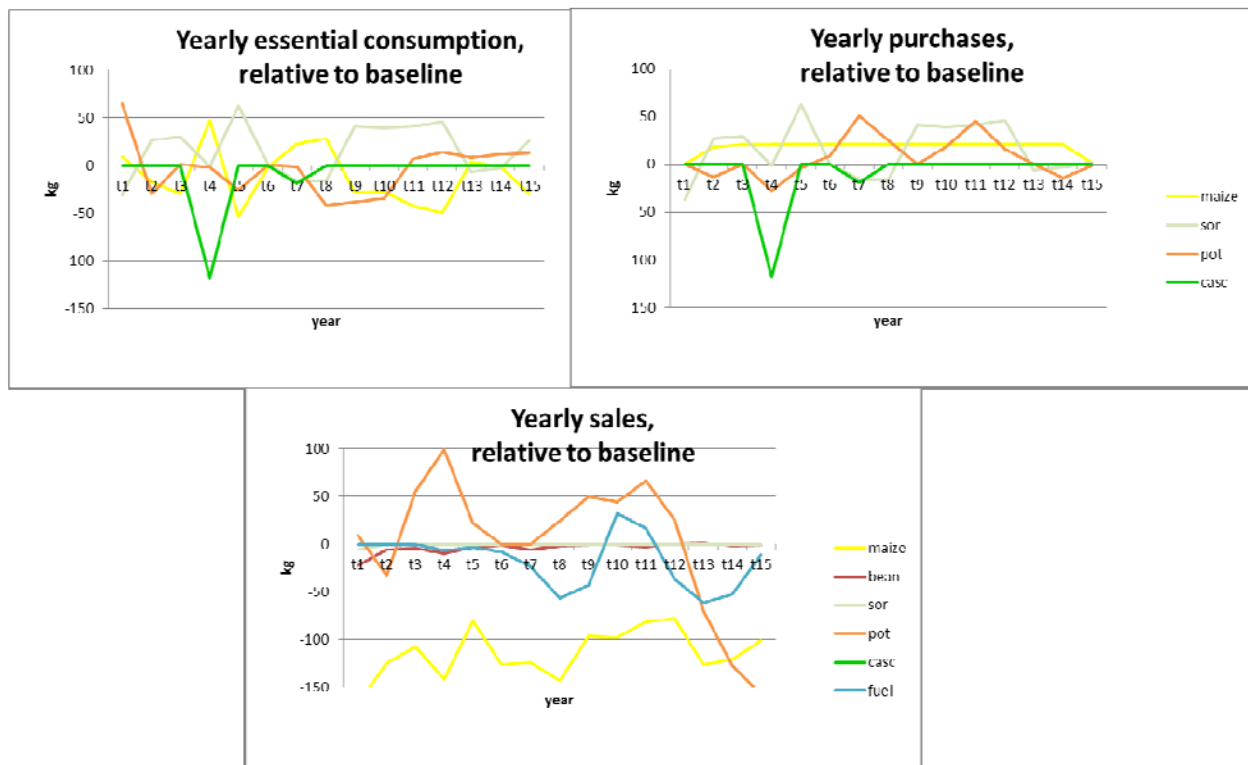 Yearly essential consumption,
relative to baseline
100
50
0
-50
100
-150
kg
t1 t2 t3 t4 t5 t6 t7 t8 t9 t10 t11 t12 t13 t14 t15
year
Yearly purchases,
relative to baseline
100
50
0
50
100
150
kg
t1 t2 t3 t4 t5 t6 t7 t8 t9 t10 t11 t12 t13 t14 t15
year
maize
sor
pot
casc
Yearly sales,
relative to baseline
100
50
0
-50
-100
-150
kg
t1 t2 t3 t4 t5 t6 t7 t8 t9 t10 t11 t12 t13 t14 t15
year
maize
bean
sor
pot
casc
fuel